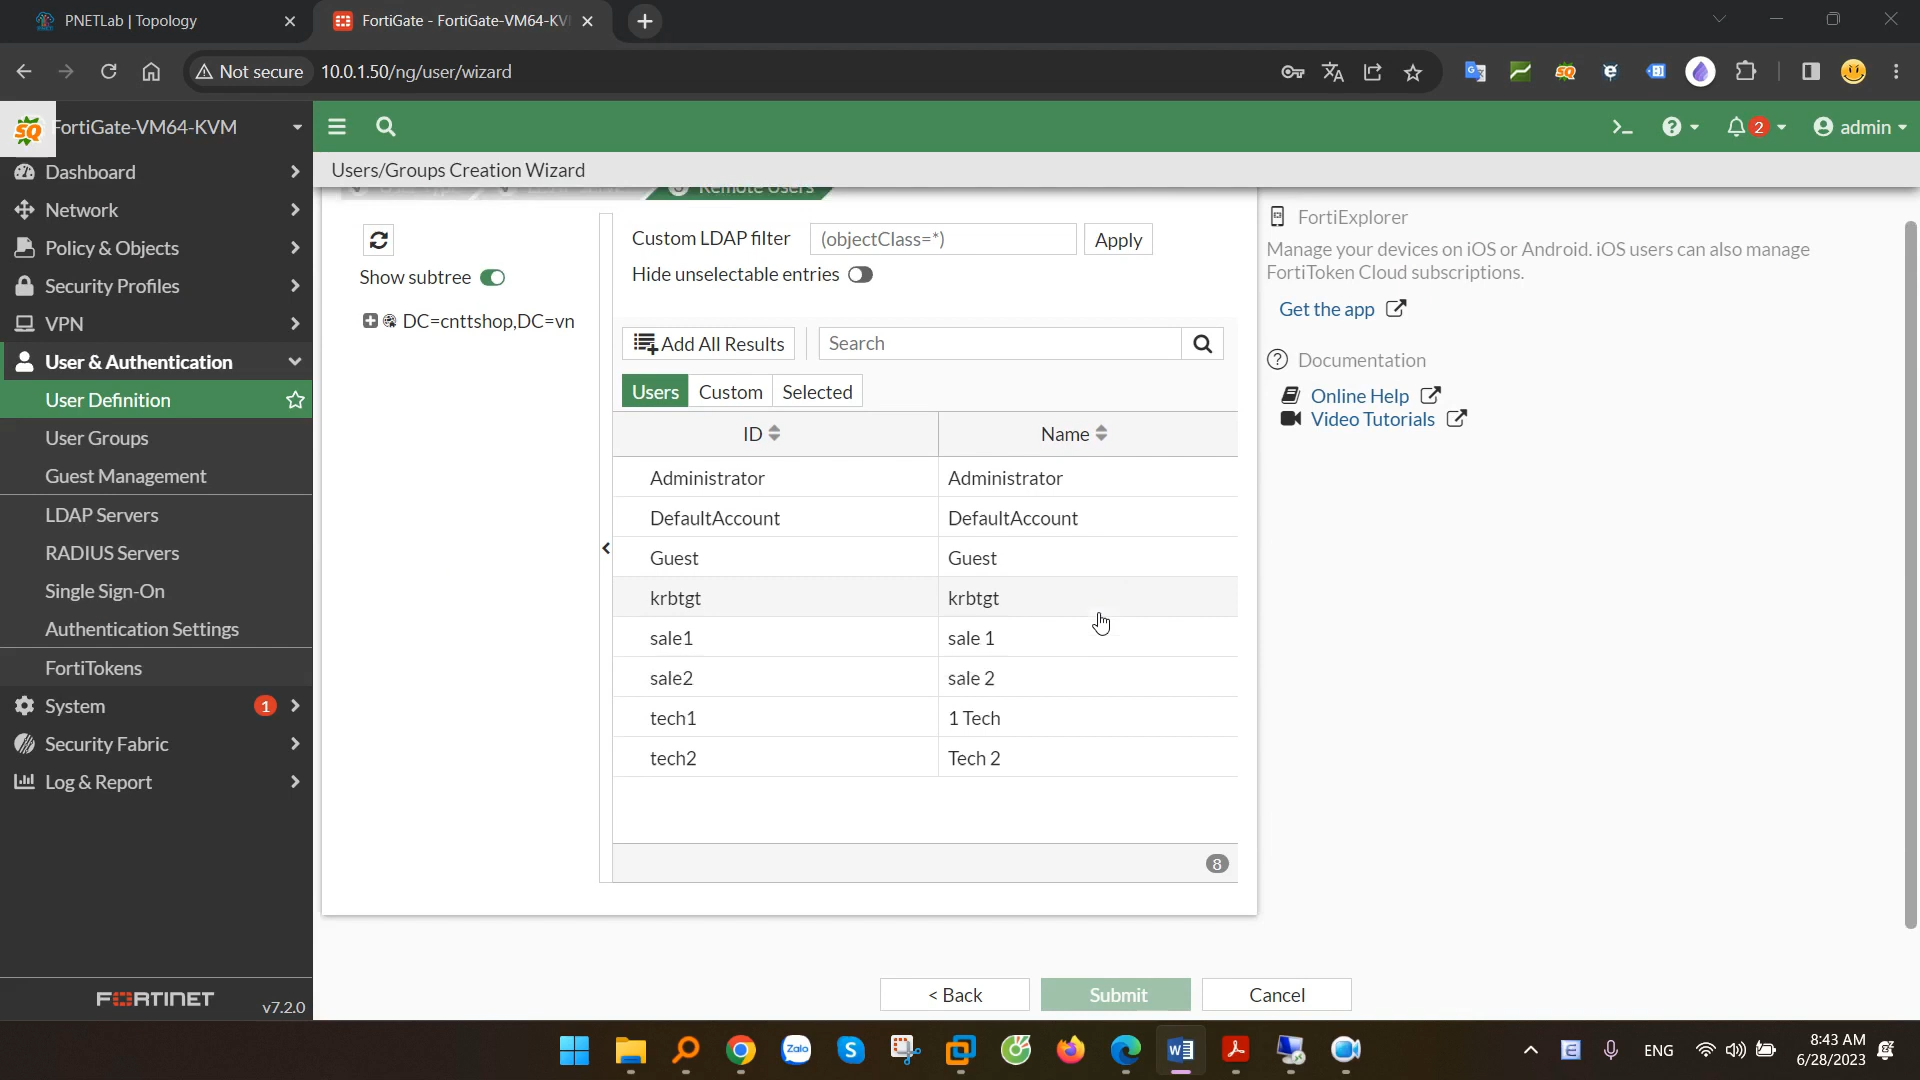 PNETLab | Topology
FortiGate - FortiGate-VM64-KV
Not secure 10.0.1.50/ng/user/wizard
SQ FortiGate-VM64-KVM
2 admin
Users/Groups Creation Wizard
Dashboard
Network
Policy & Objects
Security Profiles
VPN
User & Authentication
User Definition
User Groups
Guest Management
LDAP Servers
RADIUS Servers
Single Sign-On
Authentication Settings
FortiTokens
System 1
Security Fabric
Log & Report
FORTINET v7.2.0
Remote Users
Show subtree
DC=cnttshop,DC=vn
Custom LDAP filter (objectClass=*) Apply
Hide unselectable entries
Add All Results Search
Users Custom Selected
ID Name
Administrator Administrator
DefaultAccount DefaultAccount
Guest Guest
krbtgt krbtgt
sale1 sale 1
sale2 sale 2
tech1 1 Tech
tech2 Tech 2
8
< Back Submit Cancel
FortiExplorer
Manage your devices on iOS or Android. iOS users can also manage
FortiToken Cloud subscriptions.
Get the app
Documentation
Online Help
Video Tutorials
Zalo
ENG
8:43 AM
6/28/2023